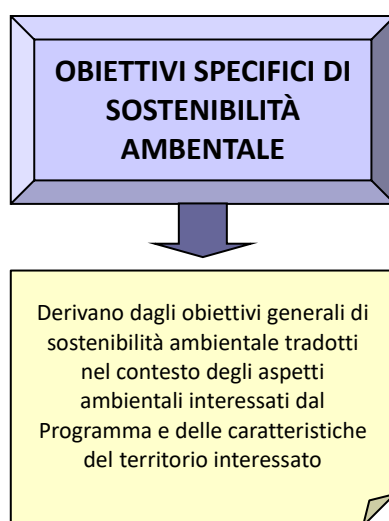 OBIETTIVI SPECIFICI DI
SOSTENIBILITÀ
AMBENTALE
Derivano dagli obiettivi generali di
sostenibilità ambientale tradotti
nel contesto degli aspetti
ambientali interessati dal
Programma e delle caratteristiche
del territorio interessato